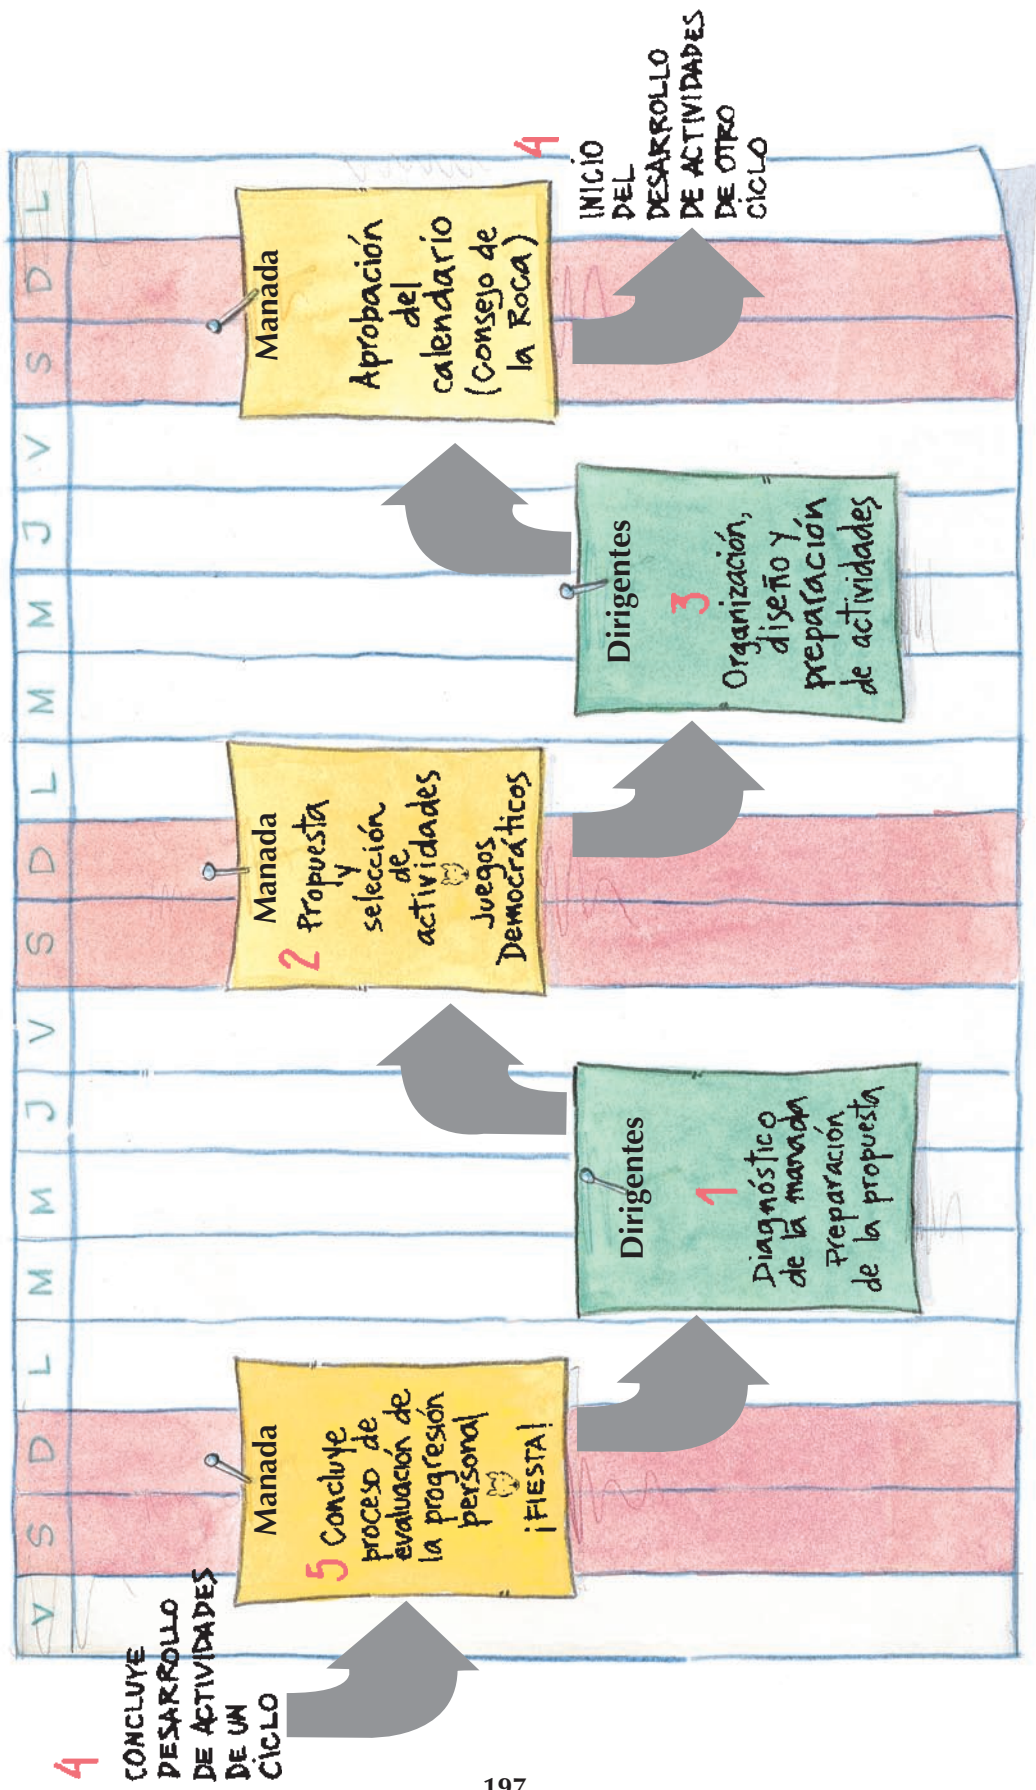 V S D L M M J V S D L M M J V S D L
4
CONCLUYE
DESARROLLO
DE ACTIVIDADES
DE UN
CICLO
Manada
5 Concluye
proceso de
evaluación de
la progresión
personal
¡FIESTA!
Dirigentes
1
Diagnóstico
de la manada
Preparación
de la propuesta
Manada
2 Propuesta
y
selección
de
actividades
Juegos
Democráticos
Dirigentes
3
Organización,
diseño y
preparación
de actividades
Manada
Aprobación
del
calendario
(Consejo de
la Roca)
4
INICIO
DEL
DESARROLLO
DE ACTIVIDADES
DE OTRO
CICLO
197